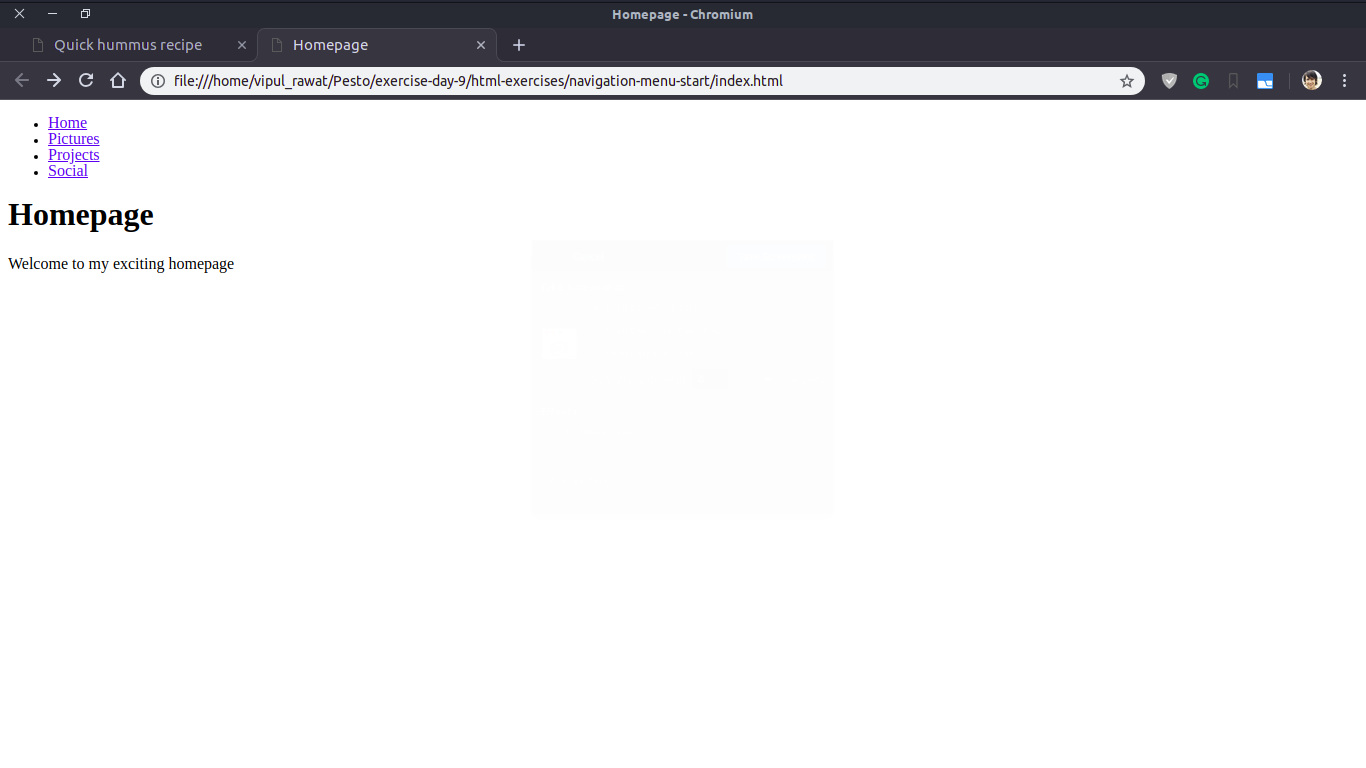 Homepage - Chromium
Quick hummus recipe
Homepage
file:///home/vipul_rawat/Pesto/exercise-day-9/html-exercises/navigation-menu-start/index.html
Home
Pictures
Projects
Social
Homepage
Welcome to my exciting homepage